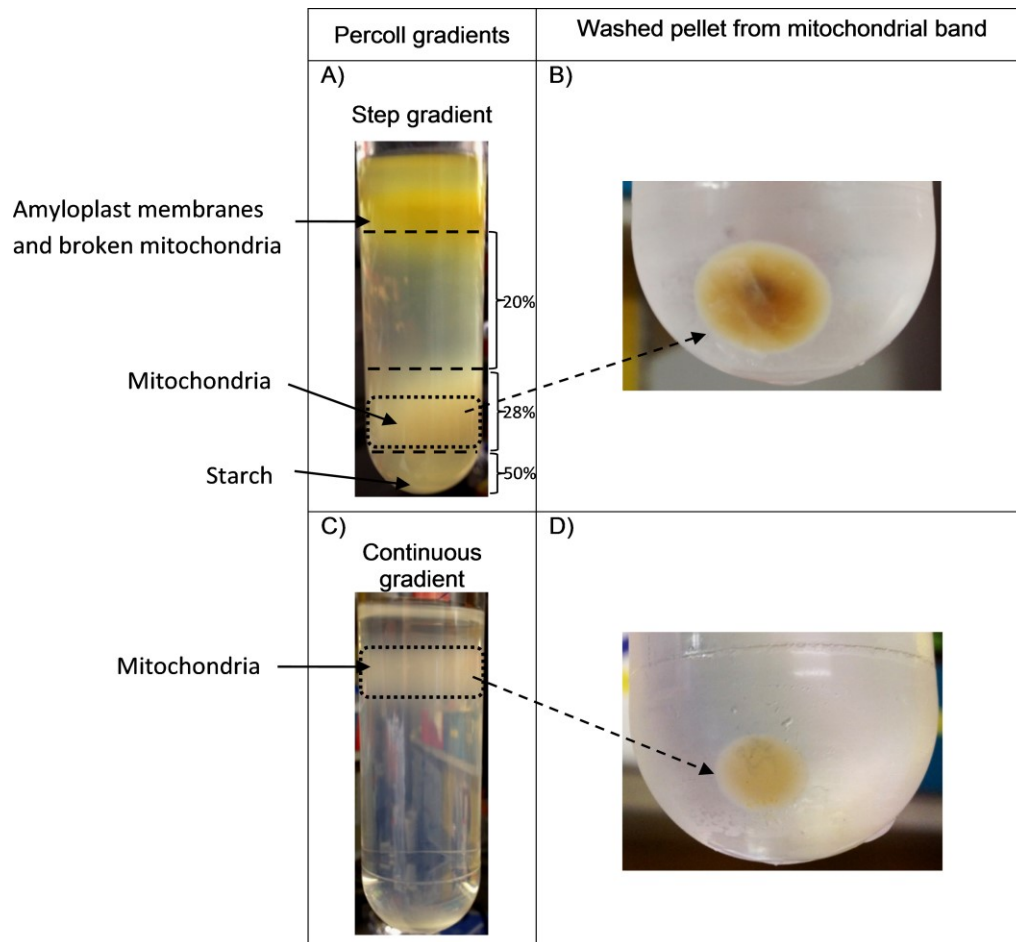 Percoll gradients
Washed pellet from mitochondrial band
A)
B)
Step gradient
Amyloplast membranes
and broken mitochondria
20%
Mitochondria
28%
Starch
50%
C)
D)
Continuous
gradient
Mitochondria